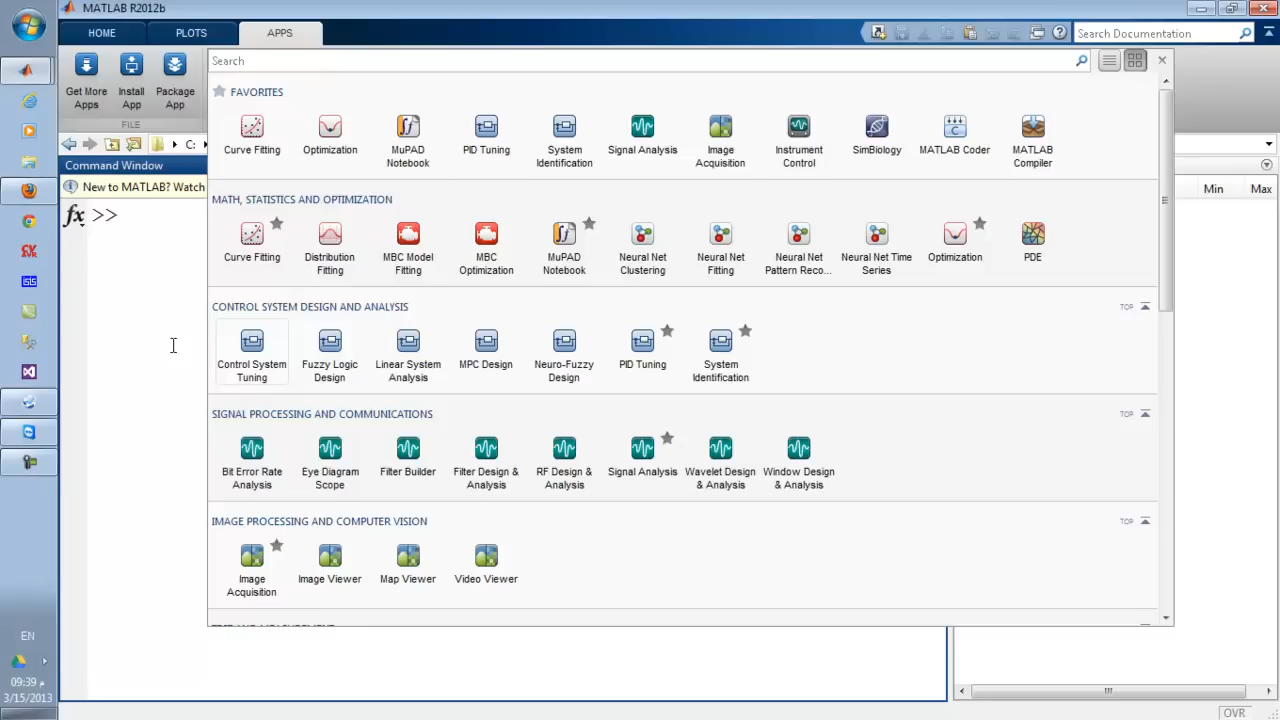 MATLAB R2012b
HOME
PLOTS
APPS
Search Documentation
Get More Apps
Install App
Package App
FILE
Search
FAVORITES
Curve Fitting
Optimization
MuPAD Notebook
PID Tuning
System Identification
Signal Analysis
Image Acquisition
Instrument Control
SimBiology
MATLAB Coder
MATLAB Compiler
C:
Command Window
New to MATLAB? Watch
fx >>
Min
Max
MATH, STATISTICS AND OPTIMIZATION
Curve Fitting
Distribution Fitting
MBC Model Fitting
MBC Optimization
MuPAD Notebook
Neural Net Clustering
Neural Net Fitting
Neural Net Pattern Reco...
Neural Net Time Series
Optimization
PDE
CONTROL SYSTEM DESIGN AND ANALYSIS
TOP
Control System Tuning
Fuzzy Logic Design
Linear System Analysis
MPC Design
Neuro-Fuzzy Design
PID Tuning
System Identification
SIGNAL PROCESSING AND COMMUNICATIONS
TOP
Bit Error Rate Analysis
Eye Diagram Scope
Filter Builder
Filter Design & Analysis
RF Design & Analysis
Signal Analysis
Wavelet Design & Analysis
Window Design & Analysis
IMAGE PROCESSING AND COMPUTER VISION
TOP
Image Acquisition
Image Viewer
Map Viewer
Video Viewer
EN
09:39 م
3/15/2013
OVR